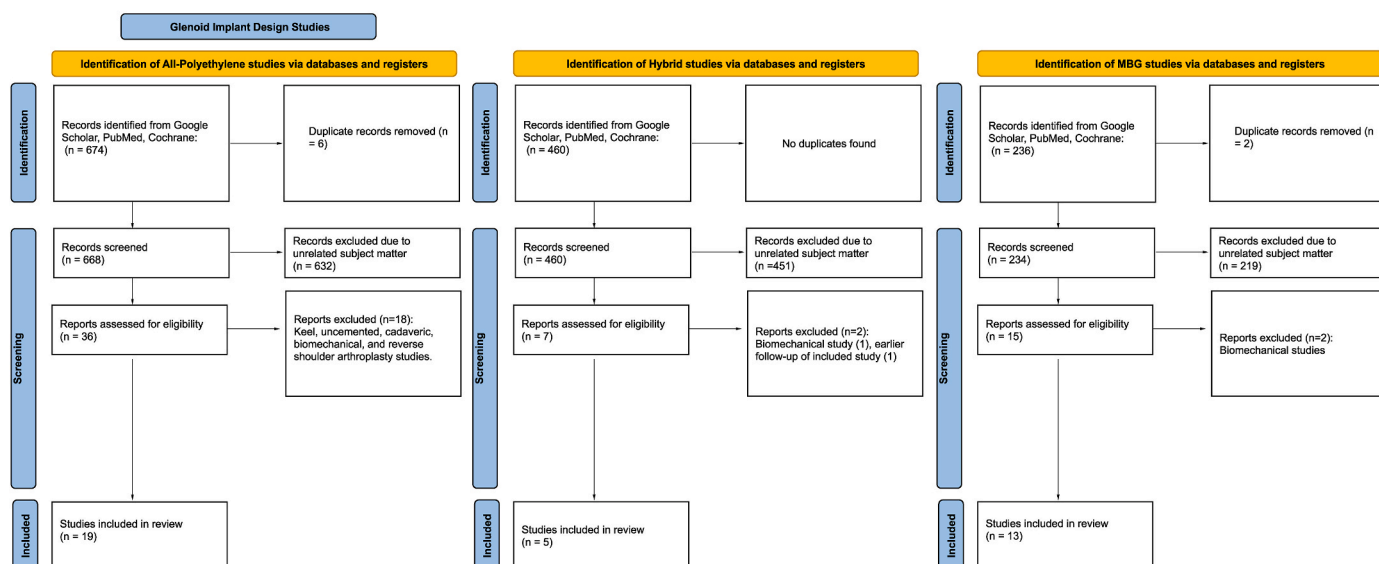 Glenoid Implant Design Studies
Identification of All-Polyethylene studies via databases and registers
Identification
Records identified from Google
Scholar, PubMed, Cochrane:
(n = 674)
Duplicate records removed (n
= 6)
Screening
Records screened
(n = 668)
Records excluded due to
unrelated subject matter
(n = 632)
Reports assessed for eligibility
(n = 36)
Reports excluded (n=18):
Keel, uncemented, cadaveric,
biomechanical, and reverse
shoulder arthroplasty studies.
Included
Studies included in review
(n = 19)
Identification of Hybrid studies via databases and registers
Identification
Records identified from Google
Scholar, PubMed, Cochrane:
(n = 460)
No duplicates found
Screening
Records screened
(n = 460)
Records excluded due to
unrelated subject matter
(n =451)
Reports assessed for eligibility
(n = 7)
Reports excluded (n=2):
Biomechanical study (1), earlier
follow-up of included study (1)
Included
Studies included in review
(n = 5)
Identification of MBG studies via databases and registers
Identification
Records identified from Google
Scholar, PubMed, Cochrane:
(n = 236)
Duplicate records removed (n
= 2)
Screening
Records screened
(n = 234)
Records excluded due to
unrelated subject matter
(n = 219)
Reports assessed for eligibility
(n = 15)
Reports excluded (n=2):
Biomechanical studies
Included
Studies included in review
(n = 13)